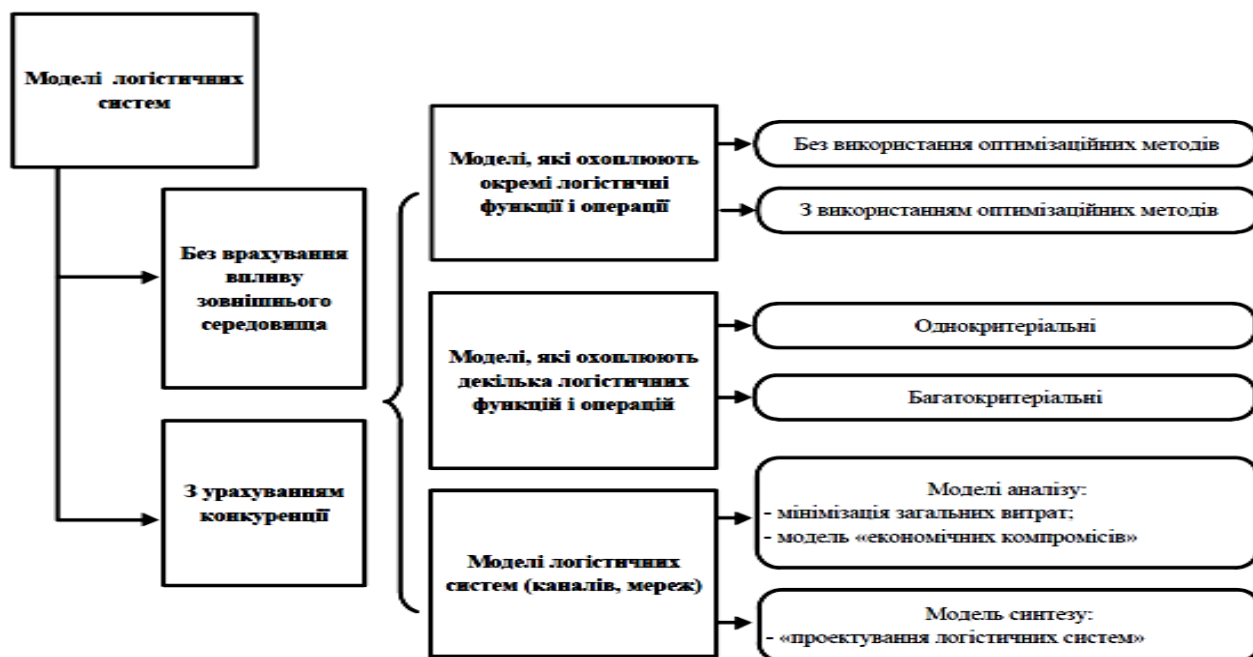 Моделі логістичних
систем
Без врахування
впливу
зовнішнього
середовища
З урахуванням
конкуренції
Моделі, які охоплюють
окремі логістичні
функції і операції
Без використання оптимізаційних методів
З використанням оптимізаційних методів
Моделі, які охоплюють
декілька логістичних
функцій і операцій
Однокритеріальні
Багатокритеріальні
Моделі логістичних
систем (каналів, мереж)
Моделі аналізу:
- мінімізація загальних витрат;
- модель «економічних компромісів»
Модель синтезу:
- «проектування логістичних систем»